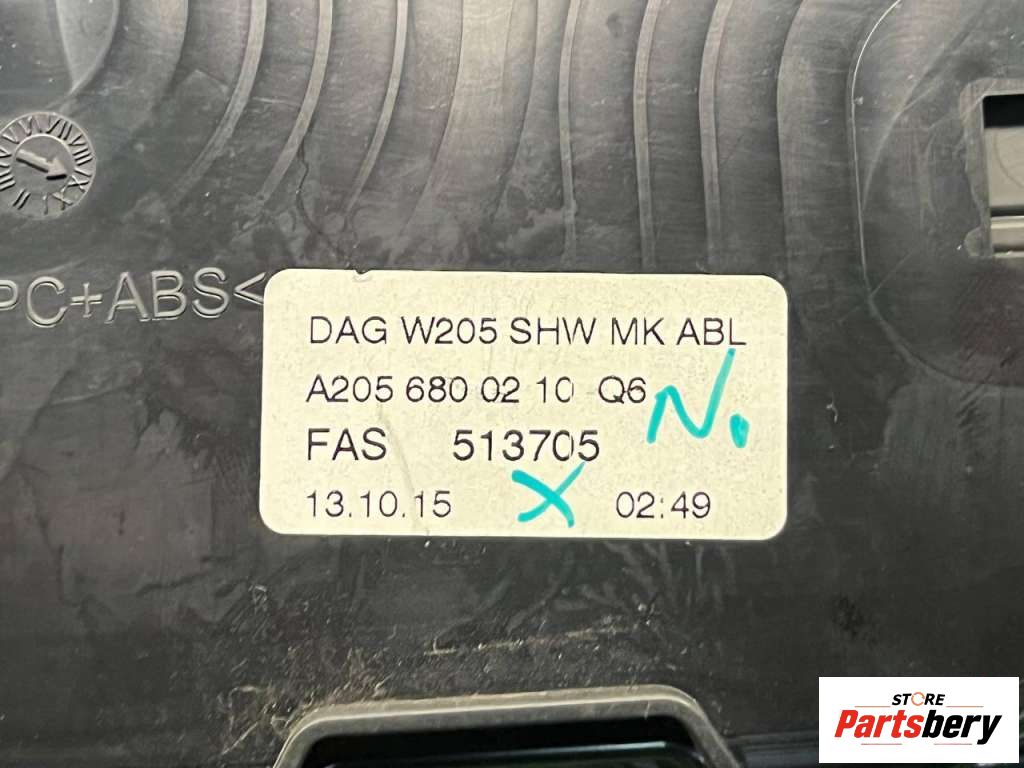 PC+ABS<
DAG W205 SHW MK ABL
A205 680 02 10 Q6
N.
FAS 513705
X
13.10.15 02:49
STORE
Partsbery